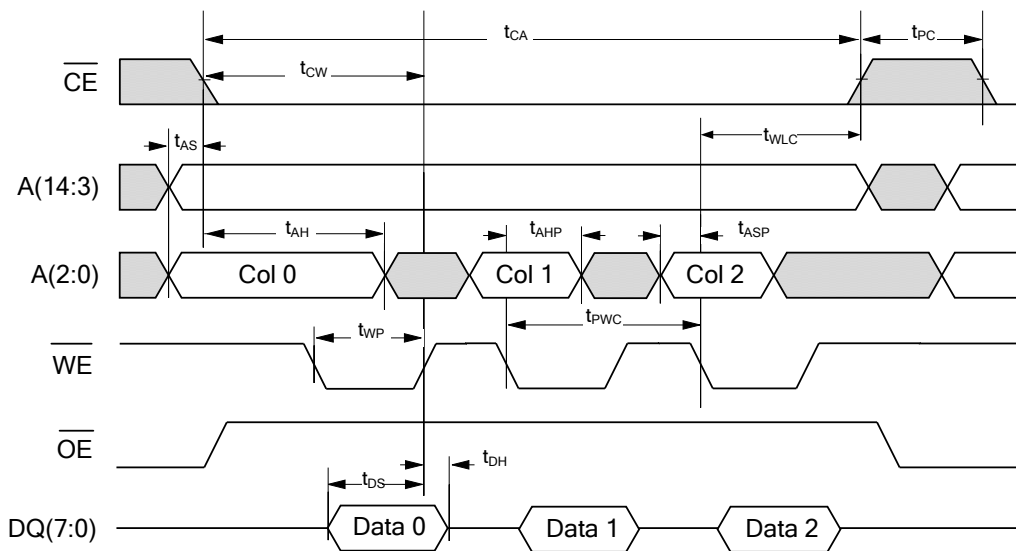 tCA
tPC
tCW
CE
tAS
tWLC
A(14:3)
tAH
tAHP
tASP
A(2:0)
Col 0
Col 1
Col 2
tWP
tPWC
WE
OE
tDH
tDS
DQ(7:0)
Data 0
Data 1
Data 2